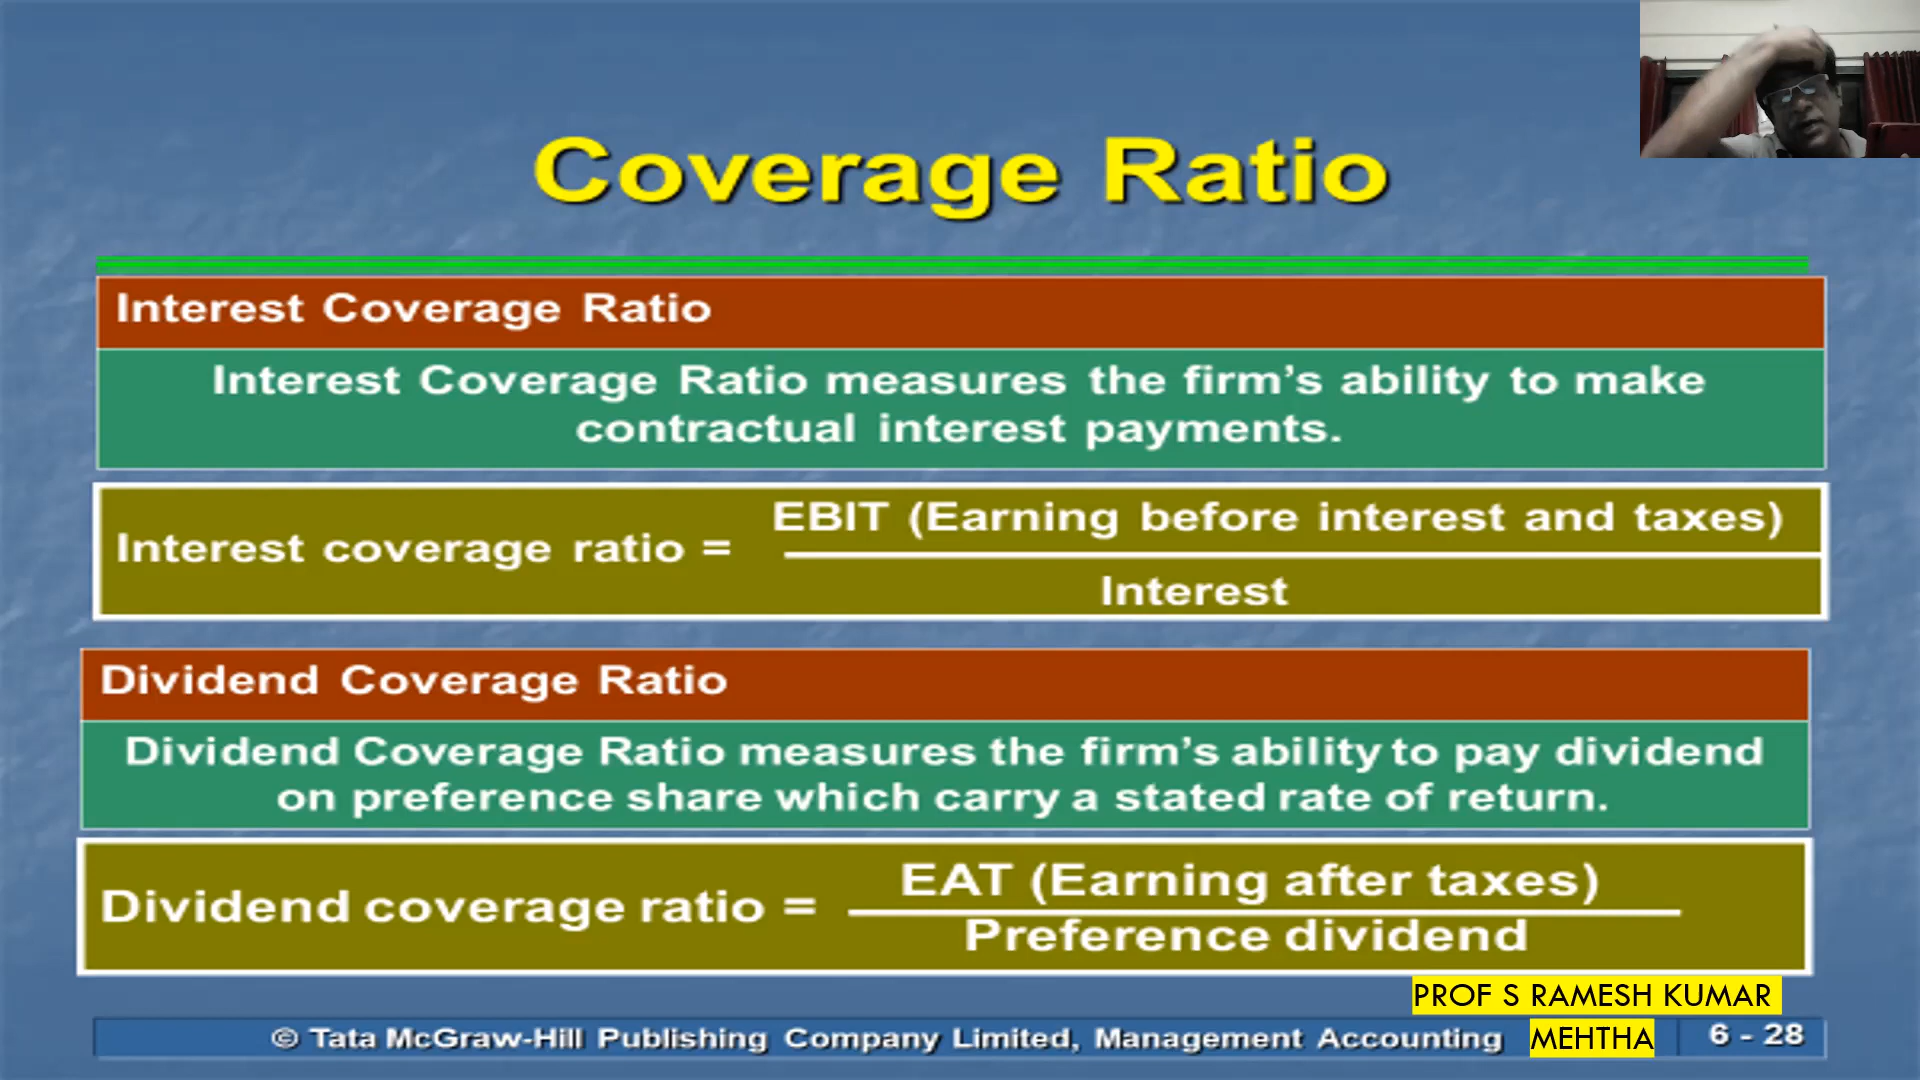 Coverage Ratio
Interest Coverage Ratio
Interest Coverage Ratio measures the firm's ability to make
contractual interest payments.
Interest coverage ratio =
EBIT (Earning before interest and taxes)
Interest
Dividend Coverage Ratio
Dividend Coverage Ratio measures the firm's ability to pay dividend
on preference share which carry a stated rate of return.
Dividend coverage ratio =
EAT (Earning after taxes)
Preference dividend
PROF S RAMESH KUMAR
MEHTHA
© Tata McGraw-Hill Publishing Company Limited, Management Accounting
6 - 28